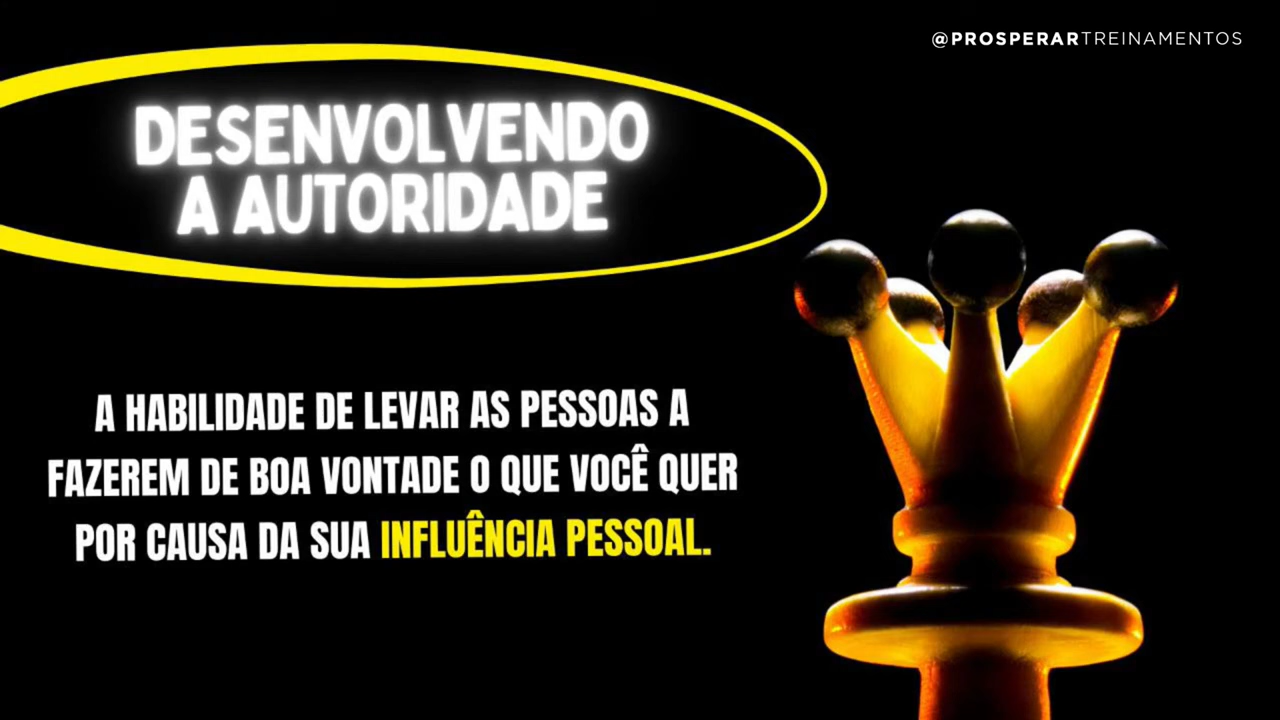 @PROSPERARTREINAMENTOS
DESENVOLVENDO
A AUTORIDADE
A HABILIDADE DE LEVAR AS PESSOAS A
FAZEREM DE BOA VONTADE O QUE VOCÊ QUER
POR CAUSA DA SUA INFLUÊNCIA PESSOAL.